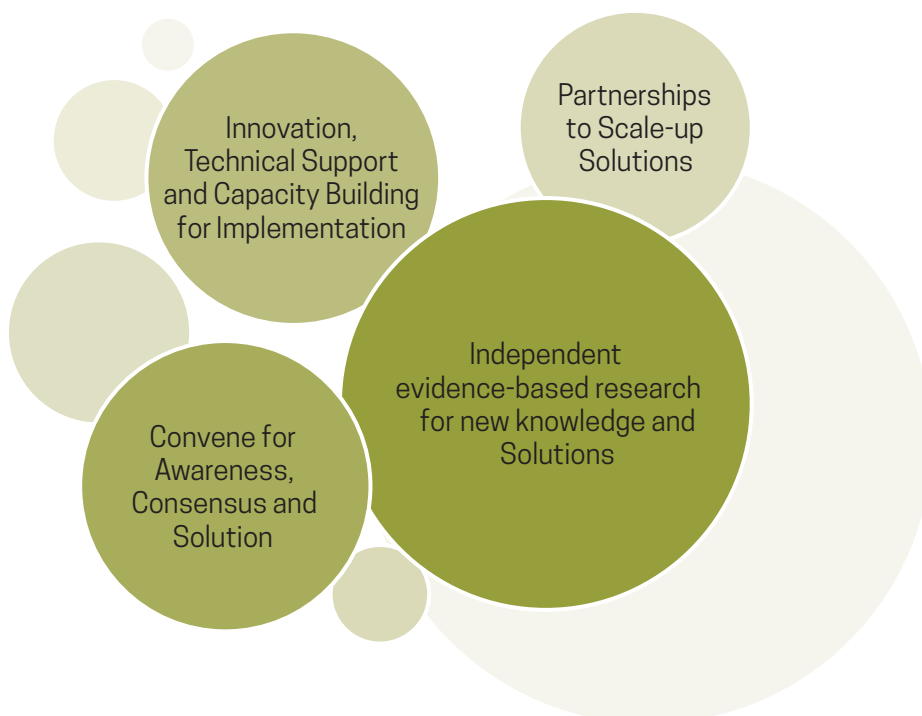 Innovation,
Technical Support
and Capacity Building
for Implementation
Partnerships
to Scale-up
Solutions
Independent
evidence-based research
for new knowledge and
Solutions
Convene for
Awareness,
Consensus and
Solution